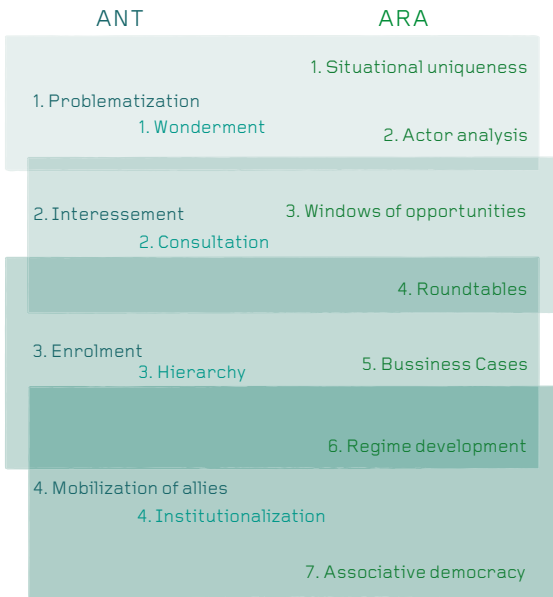 ANT ARA
1. Situational uniqueness
1. Problematization
1. Wonderment
2. Actor analysis
2. Interessement
3. Windows of opportunities
2. Consultation
4. Roundtables
3. Enrolment
5. Bussiness Cases
3. Hierarchy
6. Regime development
4. Mobilization of allies
4. Institutionalization
7. Associative democracy